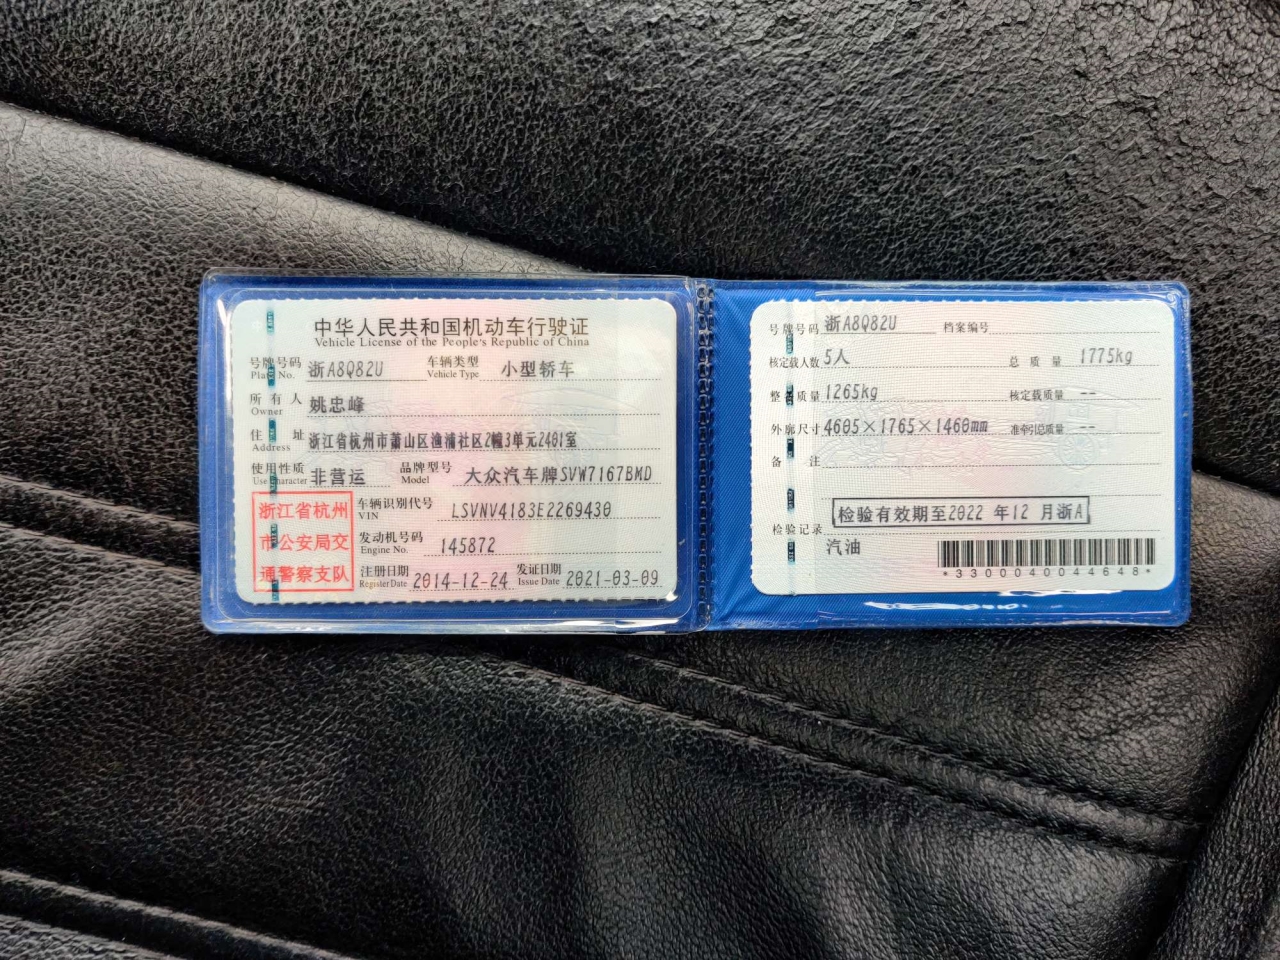 中华人民共和国机动车行驶证
Vehicle License of the People's Republic of China
号牌号码 浙A8Q82U 车辆类型 小型轿车
Plate No. Vehicle Type
所有人 姚忠峰
Owner
住址 浙江省杭州市萧山区渔浦社区2幢3单元2401室
Address
使用性质 非营运 品牌型号 大众汽车牌SVW7167BMD
Use Character Model
浙江省杭州
市公安局交
通警察支队
车辆识别代号 LSVNV4183E2269430
VIN
发动机号码 145872
Engine No.
注册日期 2014-12-24 发证日期 2021-03-09
Register Date Issue Date
号牌号码 浙A8Q82U 档案编号
核定载人数 5人 总质量 1775kg
整备质量 1265kg 核定载质量 --
外廓尺寸 4605×1765×1460mm 准牵引总质量 --
备注
检验有效期至2022 年12 月浙A
检验记录
汽油
*3300040044648*